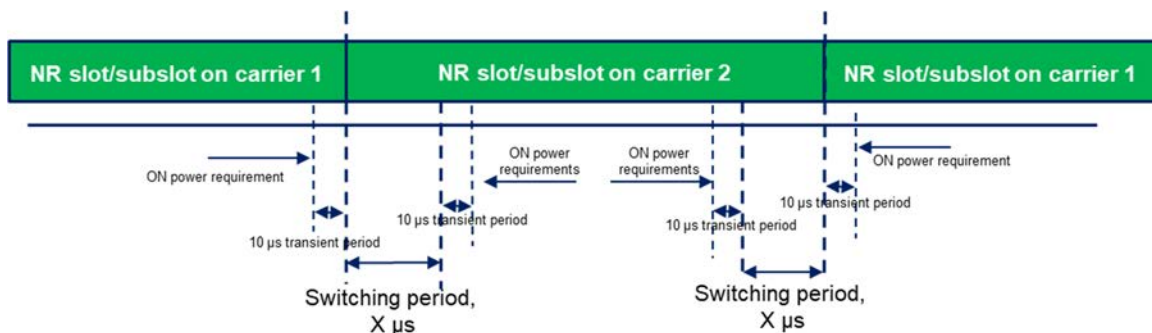 NR slot/subslot on carrier 1
NR slot/subslot on carrier 2
NR slot/subslot on carrier 1
ON power requirement
ON power
requirements
ON power
requirements
ON power requirement
10 µs transient period
10 µs transient period
10 µs transient period
10 µs transient period
Switching period,
X µs
Switching period,
X µs